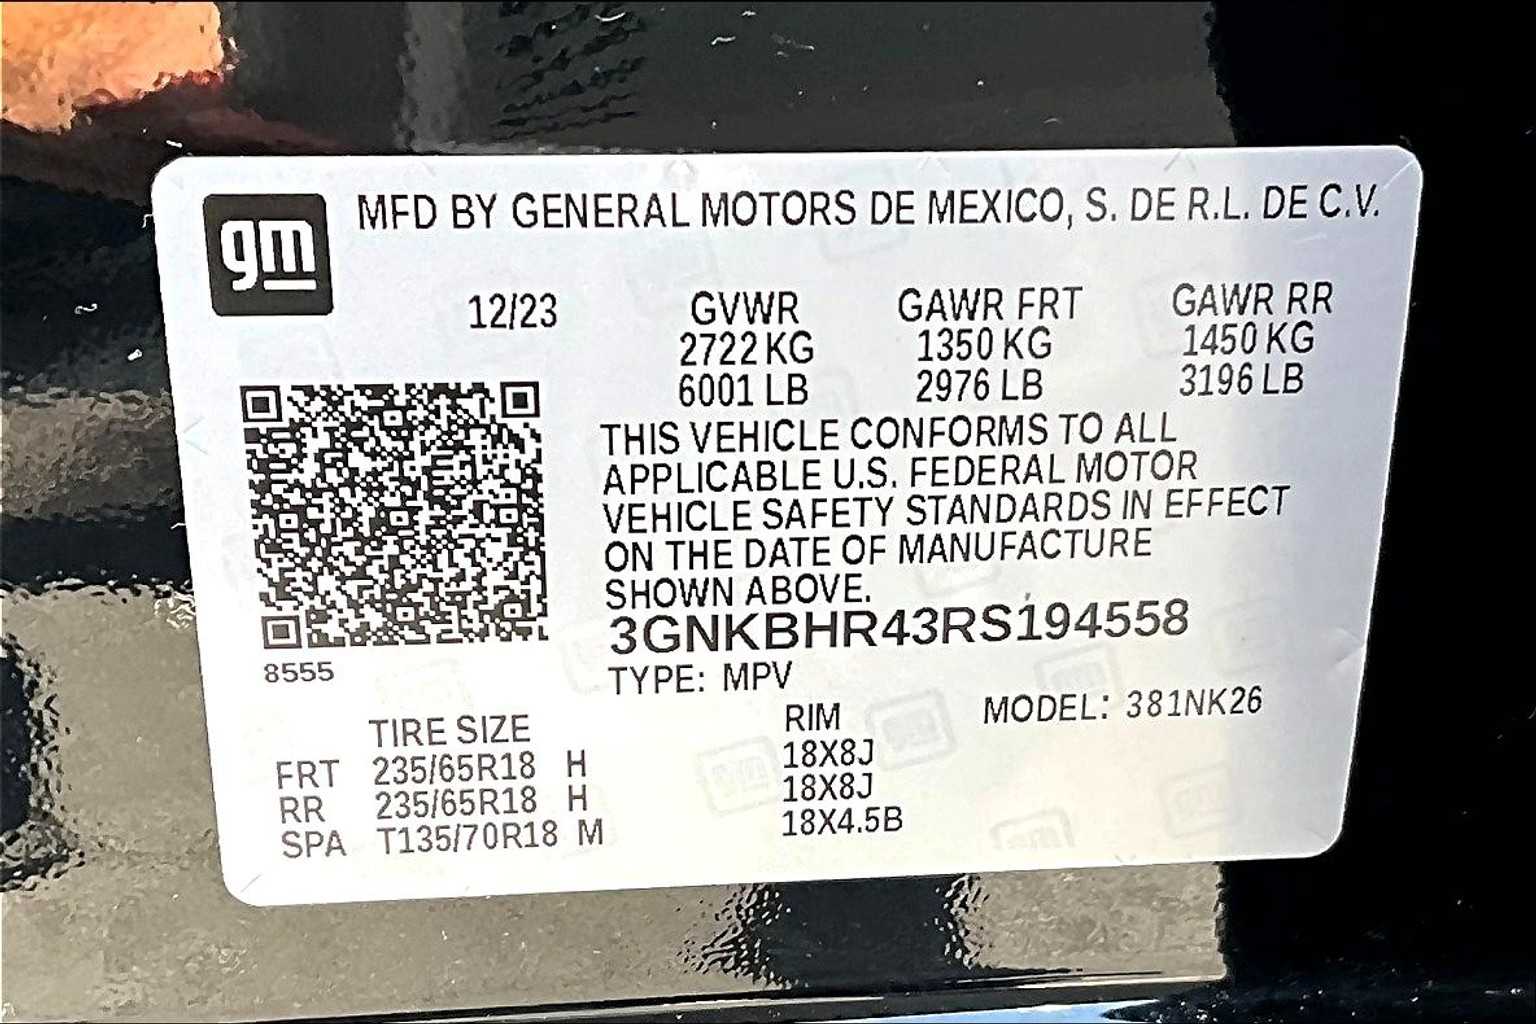 gm
MFD BY GENERAL MOTORS DE MEXICO, S. DE R.L. DE C.V.
12/23 GVWR GAWR FRT GAWR RR
2722 KG 1350 KG 1450 KG
6001 LB 2976 LB 3196 LB
THIS VEHICLE CONFORMS TO ALL
APPLICABLE U.S. FEDERAL MOTOR
VEHICLE SAFETY STANDARDS IN EFFECT
ON THE DATE OF MANUFACTURE
SHOWN ABOVE.
3GNKBHR43RS194558
8555
TYPE: MPV
TIRE SIZE RIM MODEL: 381NK26
FRT 235/65R18 H 18X8J
RR 235/65R18 H 18X8J
SPA T135/70R18 M 18X4.5B